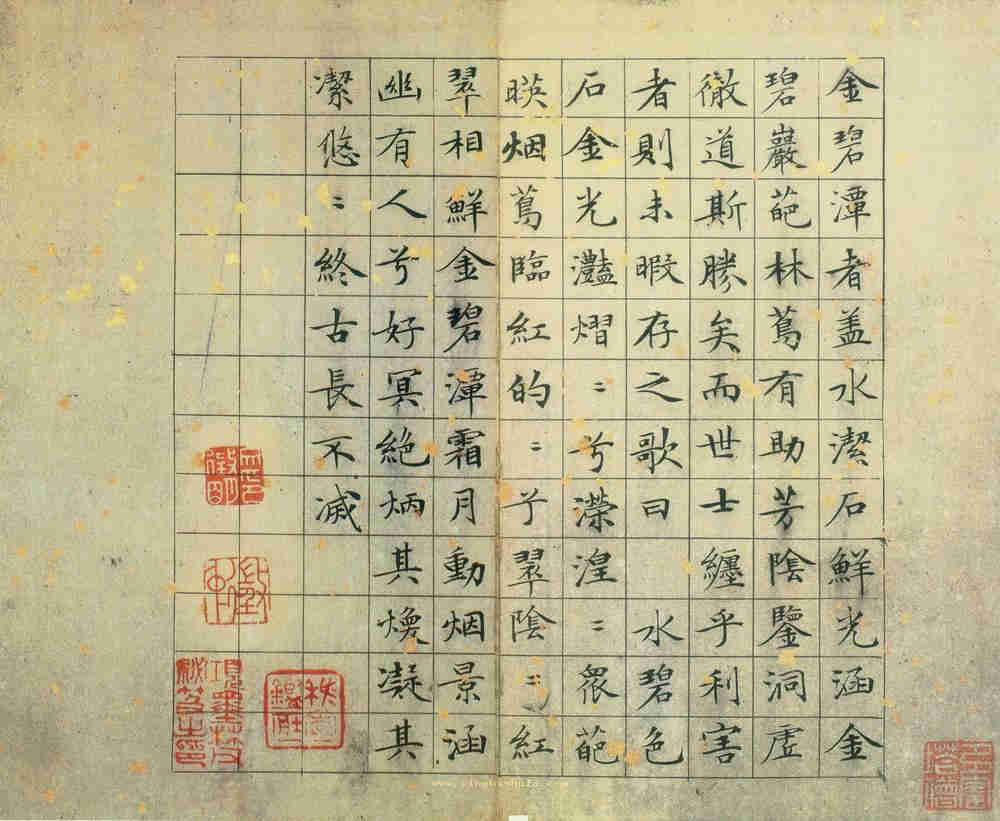 金碧潭者盖水潔石鮮光涵金
碧巖葩林蔦有助芳陰鑒洞虛
徹道斯勝矣而世士纏乎利害
者則未暇存之歌曰 水碧色
石金光灩熠〻兮瀠湟〻衆葩
暎烟蔦臨紅的〻兮翠陰〻紅
翠相鮮金碧潭霜月動烟景涵
幽有人兮好冥絶炳其煥凝其
潔悠〻終古長不滅